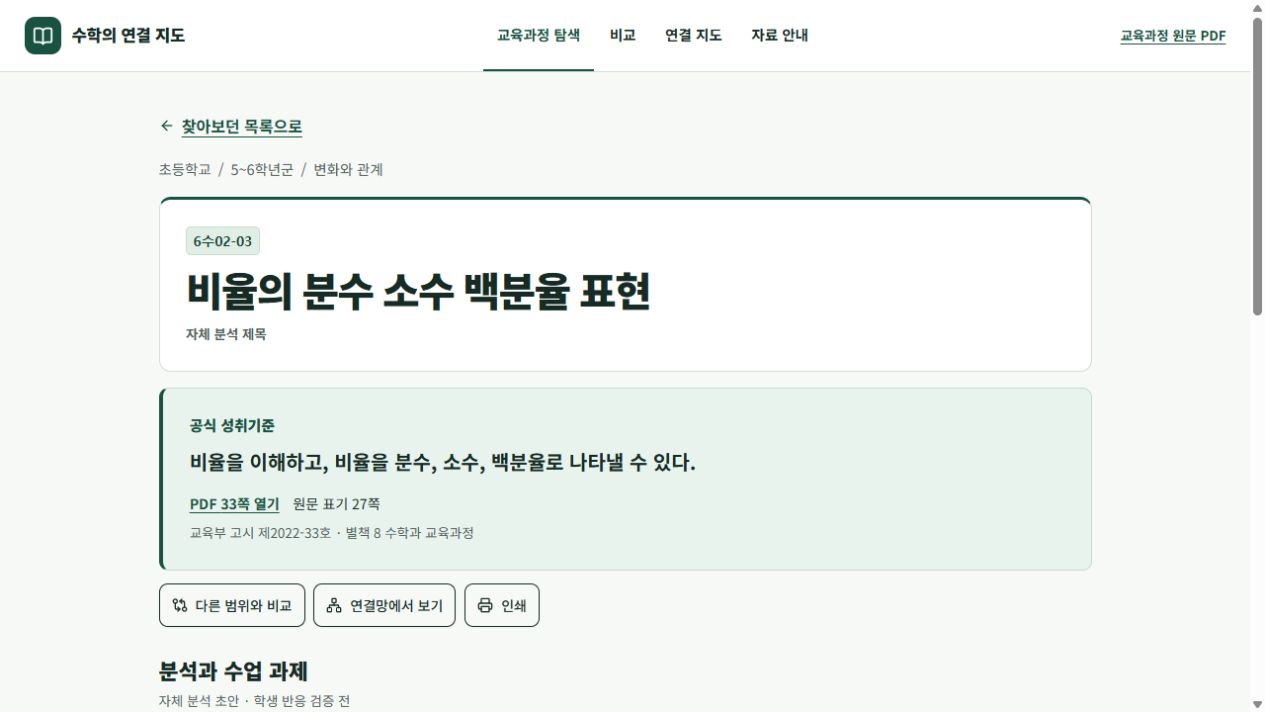 수학의 연결 지도
교육과정 탐색
비교
연결 지도
자료 안내
교육과정 원문 PDF
← 찾아보던 목록으로
초등학교 / 5~6학년군 / 변화와 관계
6수02-03
비율의 분수 소수 백분율 표현
자체 분석 제목
공식 성취기준
비율을 이해하고, 비율을 분수, 소수, 백분율로 나타낼 수 있다.
PDF 33쪽 열기 원문 표기 27쪽
교육부 고시 제2022-33호 · 별책 8 수학과 교육과정
다른 범위와 비교
연결망에서 보기
인쇄
분석과 수업 과제
자체 분석 초안 · 학생 반응 검증 전